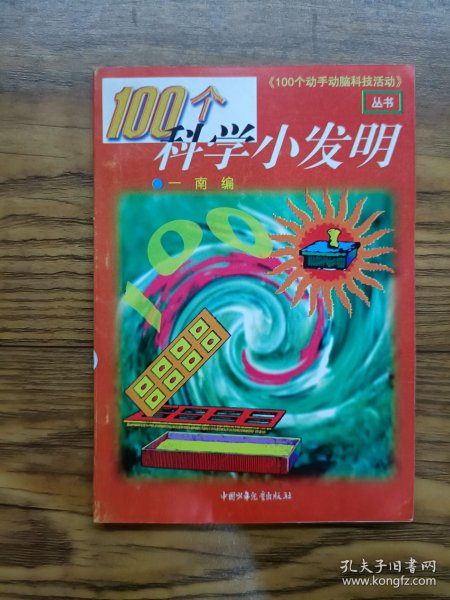 《100个动手动脑科技活动》
丛书
100个
科学小发明
一南编
100
中国少年儿童出版社
孔夫子旧书网
www.kongfz.com